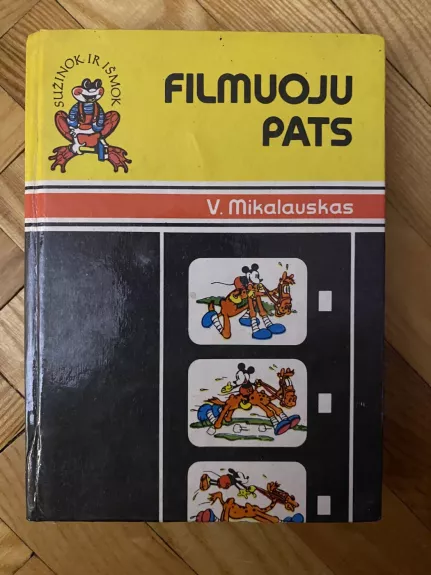 SUŽINOK IR IŠMOK
FILMUOJU
PATS
V. Mikalauskas